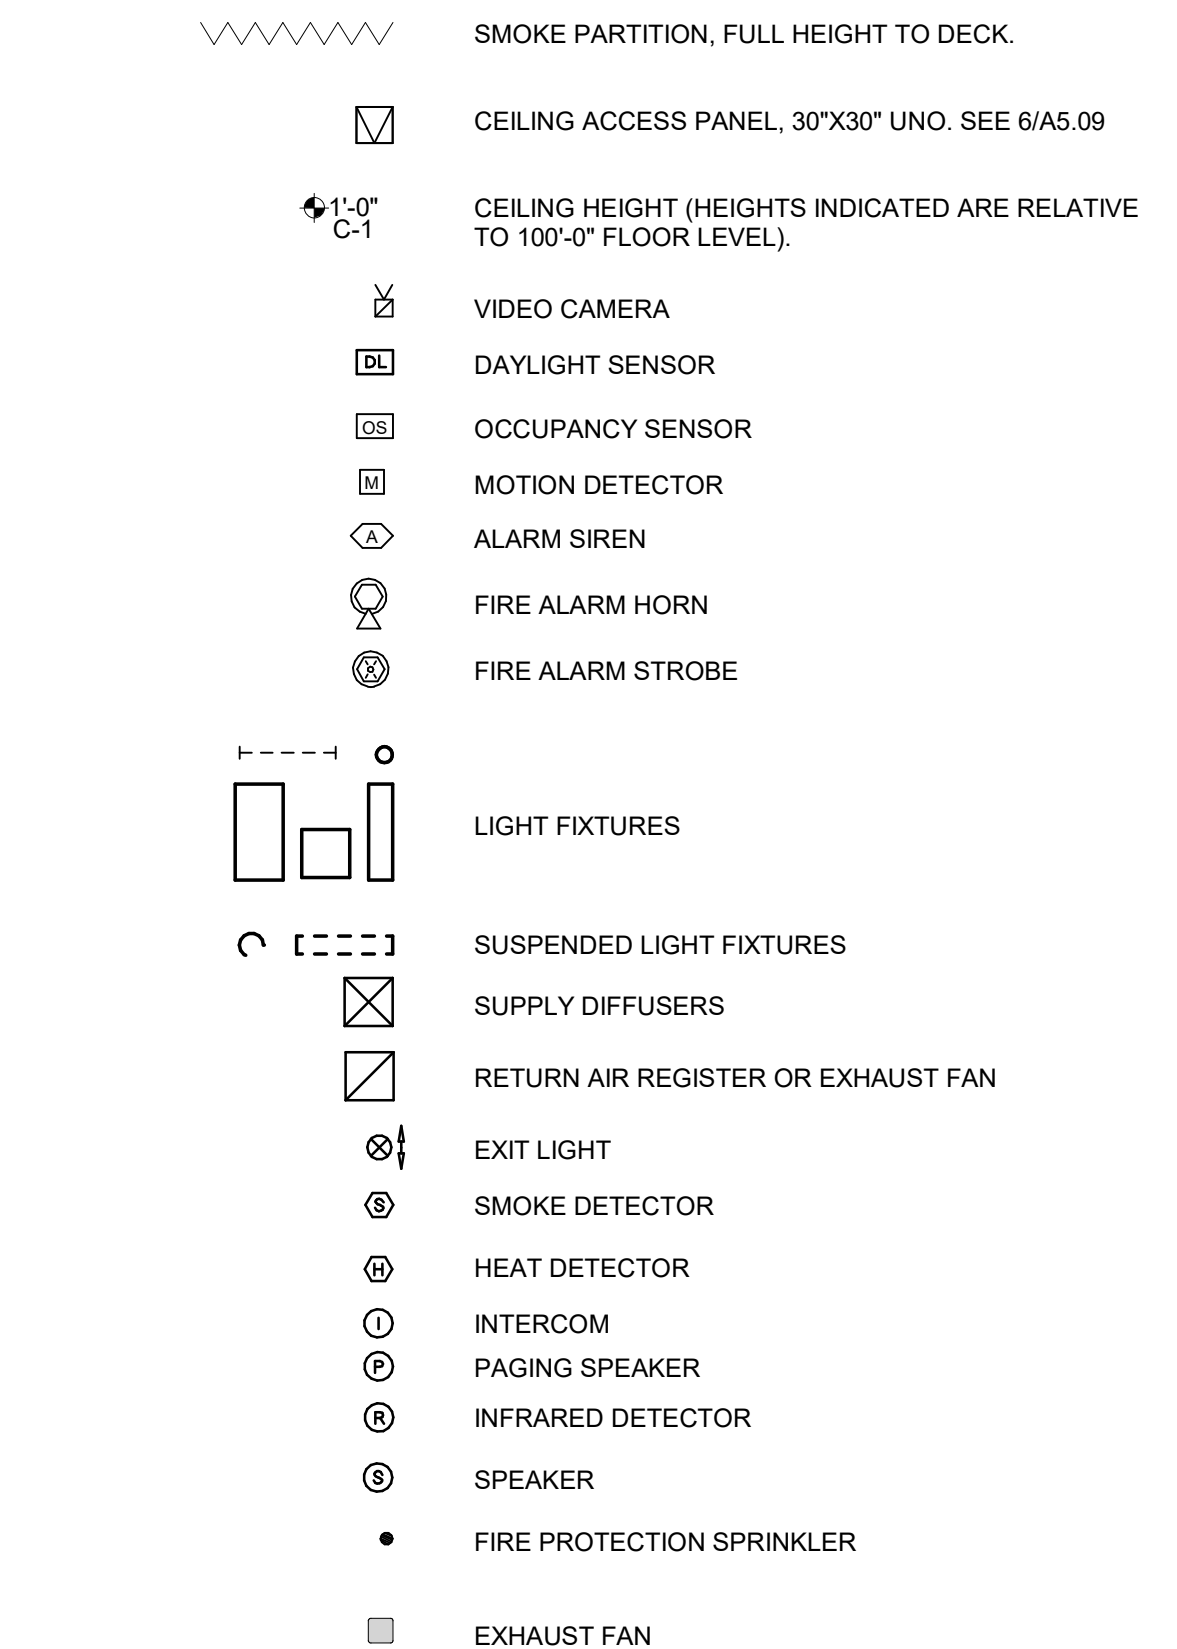 SMOKE PARTITION, FULL HEIGHT TO DECK.
CEILING ACCESS PANEL, 30"X30" UNO. SEE 6/A5.09
1'-0"
C-1
CEILING HEIGHT (HEIGHTS INDICATED ARE RELATIVE
TO 100'-0" FLOOR LEVEL).
VIDEO CAMERA
DL DAYLIGHT SENSOR
OS OCCUPANCY SENSOR
M MOTION DETECTOR
A ALARM SIREN
FIRE ALARM HORN
FIRE ALARM STROBE
LIGHT FIXTURES
SUSPENDED LIGHT FIXTURES
SUPPLY DIFFUSERS
RETURN AIR REGISTER OR EXHAUST FAN
EXIT LIGHT
S SMOKE DETECTOR
H HEAT DETECTOR
I INTERCOM
P PAGING SPEAKER
R INFRARED DETECTOR
S SPEAKER
FIRE PROTECTION SPRINKLER
EXHAUST FAN